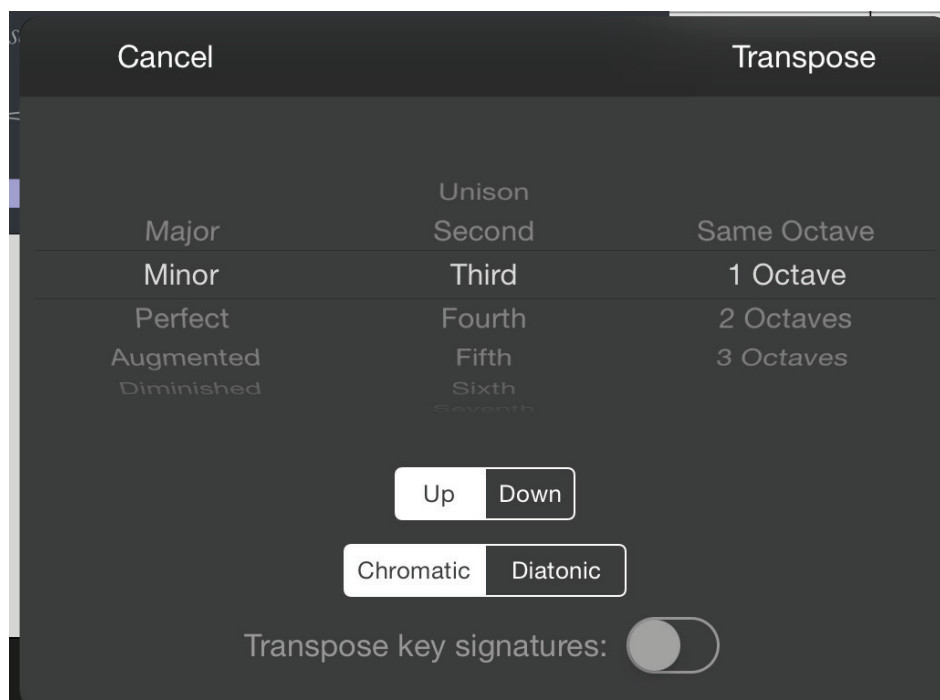 Cancel Transpose
Unison
Major Second Same Octave
Minor Third 1 Octave
Perfect Fourth 2 Octaves
Augmented Fifth 3 Octaves
Diminished Sixth
Seventh
Up Down
Chromatic Diatonic
Transpose key signatures: